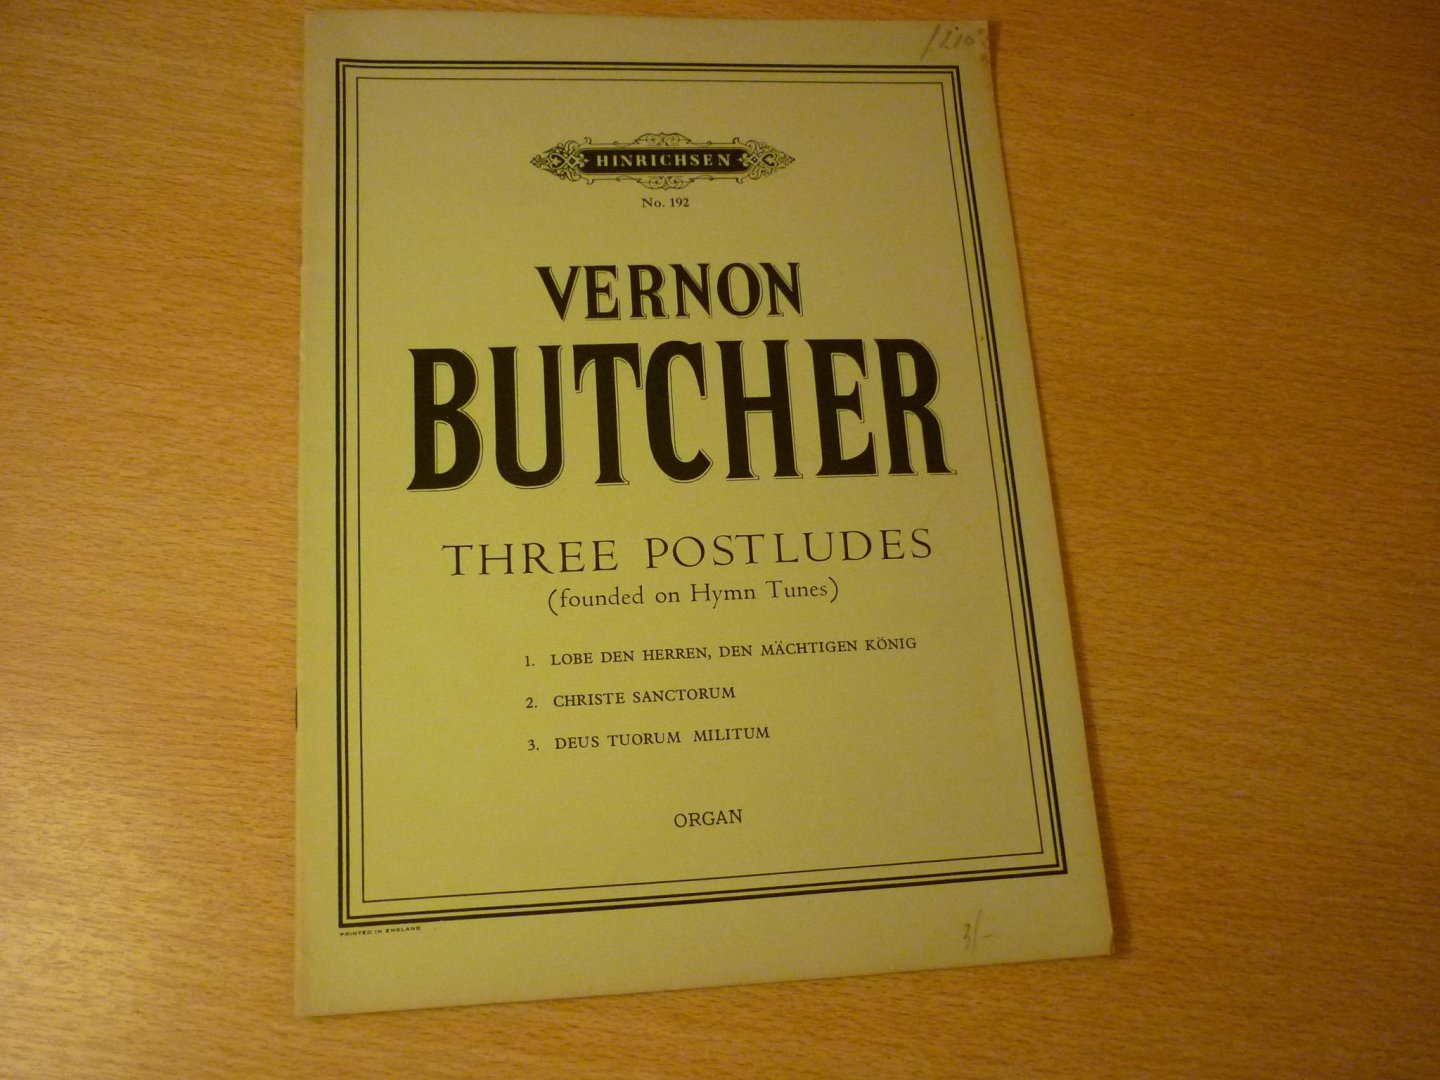 HINRICHSEN
No. 192
VERNON
BUTCHER
THREE POSTLUDES
(founded on Hymn Tunes)
1. LOBE DEN HERREN, DEN MÄCHTIGEN KÖNIG
2. CHRISTE SANCTORUM
3. DEUS TUORUM MILITUM
ORGAN
PRINTED IN ENGLAND
3/-